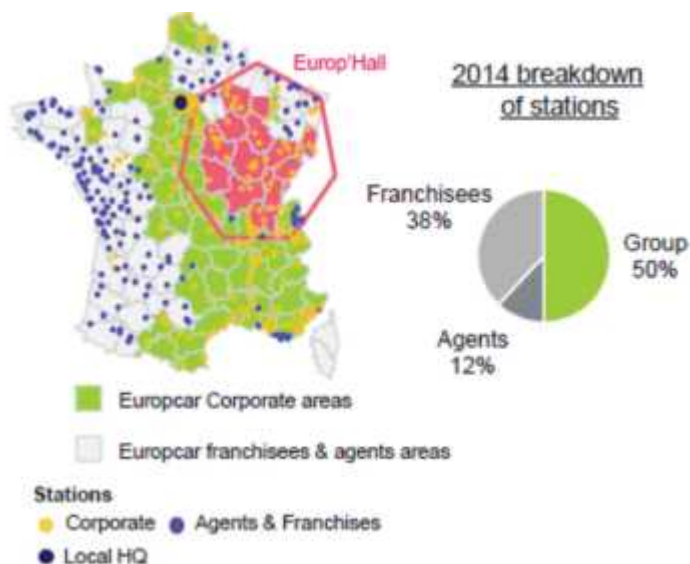 Europ'Hall
2014 breakdown
of stations
Franchisees
38%
Group
50%
Agents
12%
Europcar Corporate areas
Europcar franchisees & agents areas
Stations
Corporate
Agents & Franchises
Local HQ